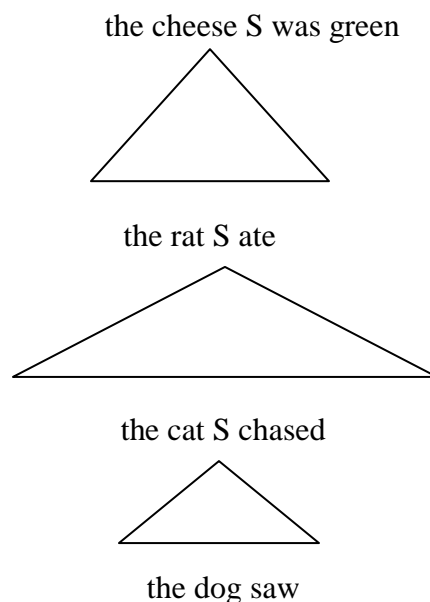 the cheese S was green
the rat S ate
the cat S chased
the dog saw